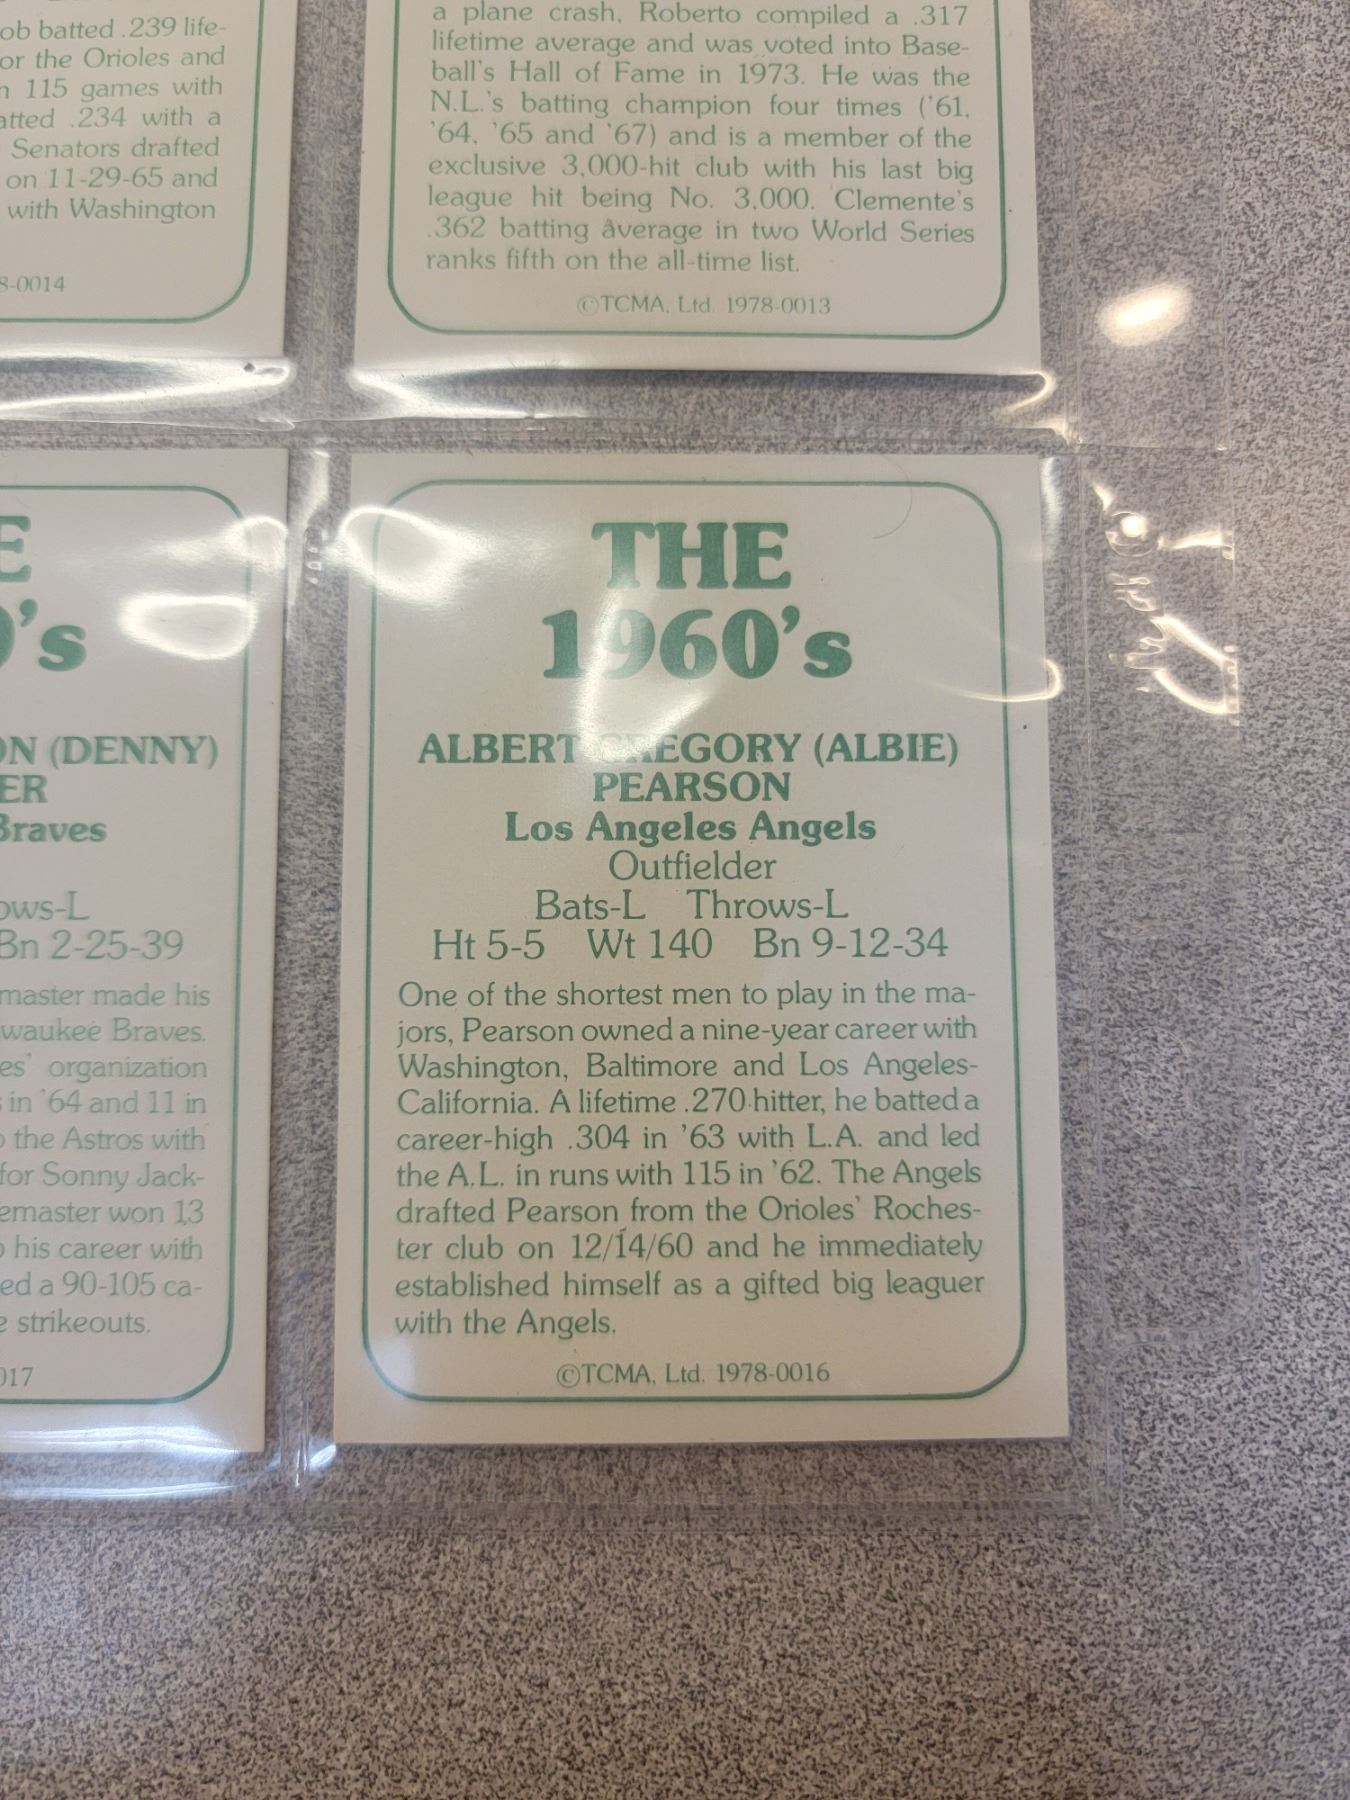 ob batted .239 life-
or the Orioles and
n 115 games with
atted .234 with a
Senators drafted
on 11-29-65 and
with Washington
8-0014
a plane crash, Roberto compiled a .317
lifetime average and was voted into Base-
ball's Hall of Fame in 1973. He was the
N.L.'s batting champion four times ('61,
'64, '65 and '67) and is a member of the
exclusive 3,000-hit club with his last big
league hit being No. 3,000. Clemente's
.362 batting average in two World Series
ranks fifth on the all-time list.
©TCMA, Ltd. 1978-0013
E
0's
ON (DENNY)
ER
Braves
ows-L
Bn 2-25-39
master made his
waukee Braves.
es' organization
s in '64 and 11 in
o the Astros with
for Sonny Jack-
emaster won 13
o his career with
ed a 90-105 ca-
e strikeouts.
017
THE
1960's
ALBERT GREGORY (ALBIE)
PEARSON
Los Angeles Angels
Outfielder
Bats-L Throws-L
Ht 5-5 Wt 140 Bn 9-12-34
One of the shortest men to play in the ma-
jors, Pearson owned a nine-year career with
Washington, Baltimore and Los Angeles-
California. A lifetime .270 hitter, he batted a
career-high .304 in '63 with L.A. and led
the A.L. in runs with 115 in '62. The Angels
drafted Pearson from the Orioles' Roches-
ter club on 12/14/60 and he immediately
established himself as a gifted big leaguer
with the Angels.
©TCMA, Ltd. 1978-0016